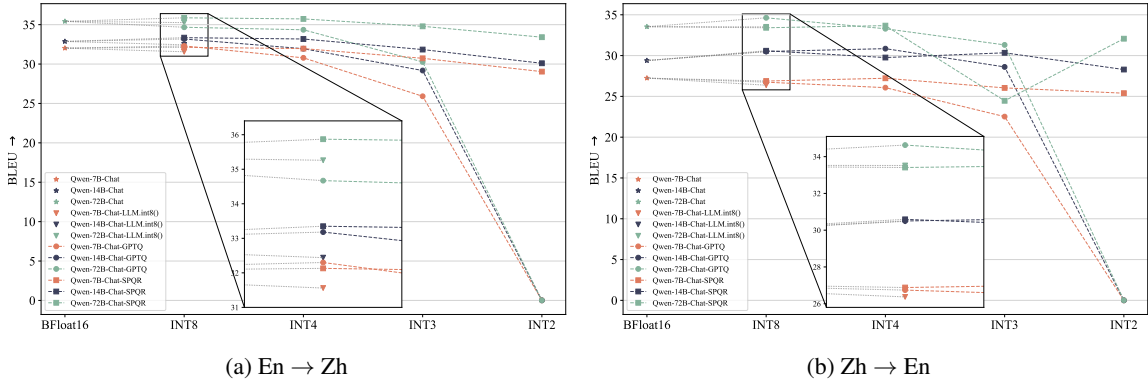 35
30
25
20
15
10
5
0
BLEU →
36
35
34
33
32
31
Qwen-7B-Chat
Qwen-14B-Chat
Qwen-72B-Chat
Qwen-7B-Chat-LLM.int8()
Qwen-14B-Chat-LLM.int8()
Qwen-72B-Chat-LLM.int8()
Qwen-7B-Chat-GPTQ
Qwen-14B-Chat-GPTQ
Qwen-72B-Chat-GPTQ
Qwen-7B-Chat-SPQR
Qwen-14B-Chat-SPQR
Qwen-72B-Chat-SPQR
BFloat16 INT8 INT4 INT3 INT2
(a) En → Zh
35
30
25
20
15
10
5
0
BLEU →
34
32
30
28
26
Qwen-7B-Chat
Qwen-14B-Chat
Qwen-72B-Chat
Qwen-7B-Chat-LLM.int8()
Qwen-14B-Chat-LLM.int8()
Qwen-72B-Chat-LLM.int8()
Qwen-7B-Chat-GPTQ
Qwen-14B-Chat-GPTQ
Qwen-72B-Chat-GPTQ
Qwen-7B-Chat-SPQR
Qwen-14B-Chat-SPQR
Qwen-72B-Chat-SPQR
BFloat16 INT8 INT4 INT3 INT2
(b) Zh → En